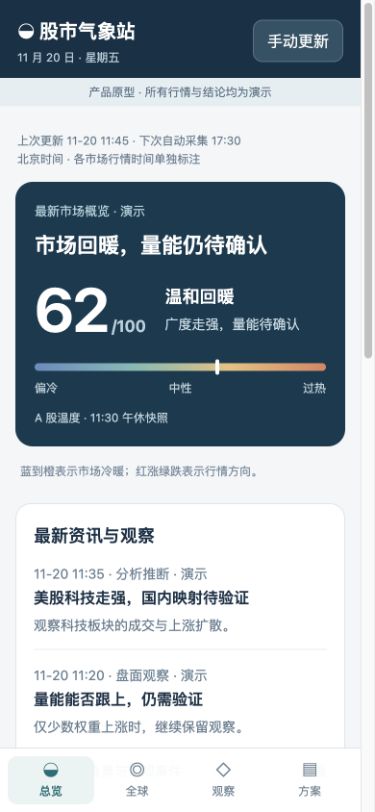 股市气象站
11 月 20 日 · 星期五
手动更新
产品原型 · 所有行情与结论均为演示
上次更新 11-20 11:45 · 下次自动采集 17:30
北京时间 · 各市场行情时间单独标注
最新市场概览 · 演示
市场回暖，量能仍待确认
62/100
温和回暖
广度走强，量能待确认
偏冷 中性 过热
A 股温度 · 11:30 午休快照
蓝到橙表示市场冷暖；红涨绿跌表示行情方向。
最新资讯与观察
11-20 11:35 · 分析推断 · 演示
美股科技走强，国内映射待验证
观察科技板块的成交与上涨扩散。
11-20 11:20 · 盘面观察 · 演示
量能能否跟上，仍需验证
仅少数权重上涨时，继续保留观察。
总览 全球 观察 方案